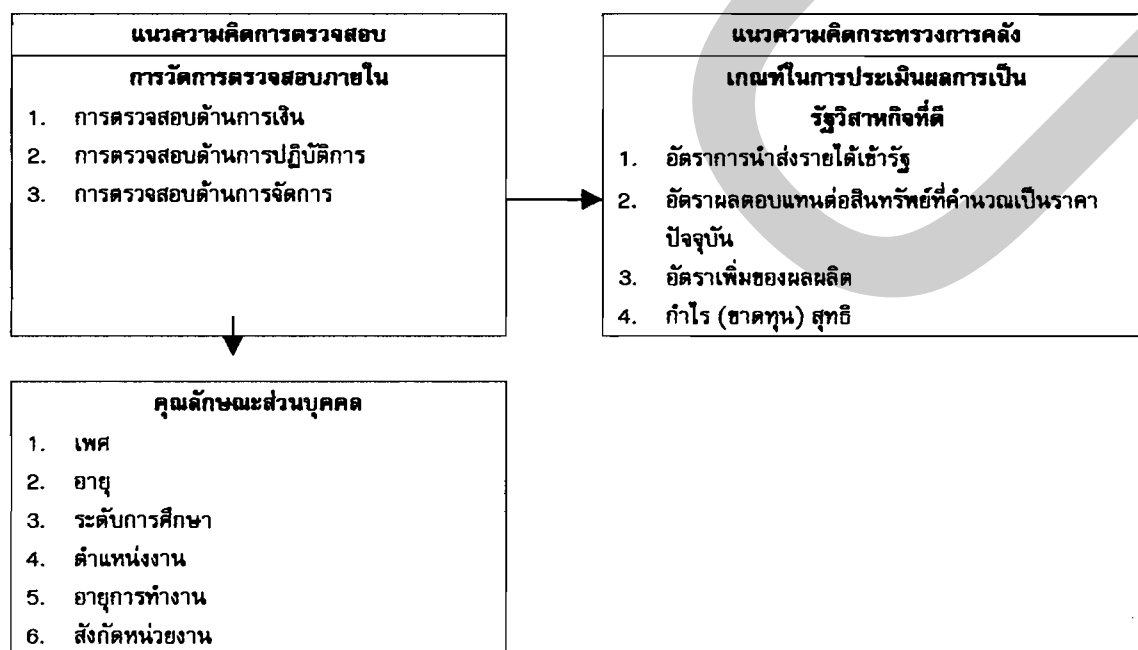 แนวความคิดการตรวจสอบ
การวัดการตรวจสอบภายใน
1. การตรวจสอบด้านการเงิน
2. การตรวจสอบด้านการปฏิบัติการ
3. การตรวจสอบด้านการจัดการ
แนวความคิดกระทรวงการคลัง
เกณฑ์ในการประเมินผลการเป็น
รัฐวิสาหกิจที่ดี
1. อัตราการนำส่งรายได้เข้ารัฐ
2. อัตราผลตอบแทนต่อสินทรัพย์ที่คำนวณเป็นราคา
ปัจจุบัน
3. อัตราเพิ่มของผลผลิต
4. กำไร (ขาดทุน) สุทธิ
คุณลักษณะส่วนบุคคล
1. เพศ
2. อายุ
3. ระดับการศึกษา
4. ตำแหน่งงาน
5. อายุการทำงาน
6. สังกัดหน่วยงาน